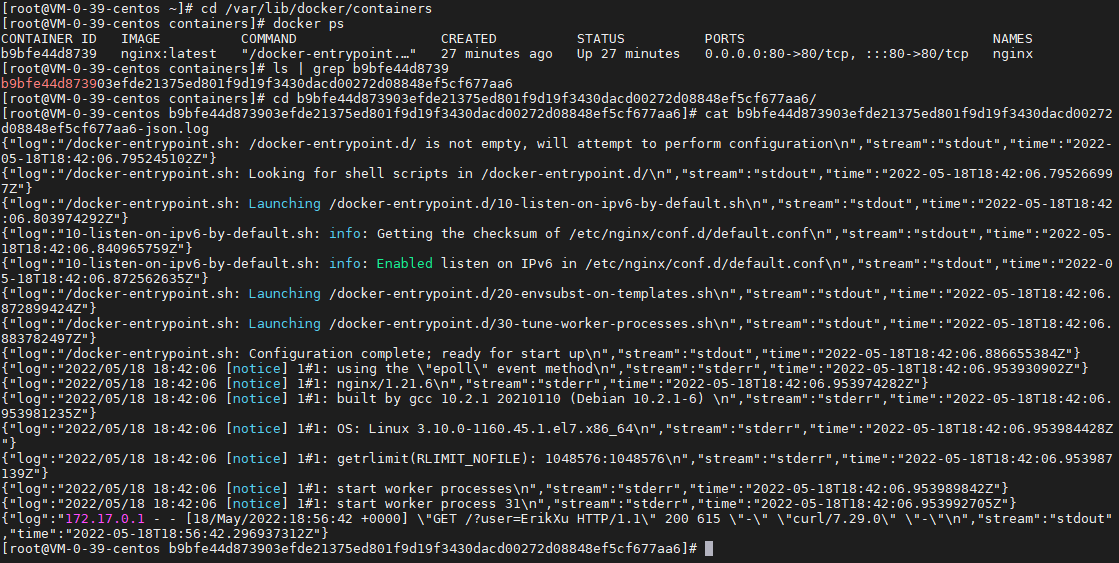 [root@VM-0-39-centos ~]# cd /var/lib/docker/containers
[root@VM-0-39-centos containers]# docker ps
CONTAINER ID   IMAGE          COMMAND                  CREATED          STATUS          PORTS                               NAMES
b9bfe44d8739   nginx:latest   "/docker-entrypoint.…"   27 minutes ago   Up 27 minutes   0.0.0.0:80->80/tcp, :::80->80/tcp   nginx
[root@VM-0-39-centos containers]# ls | grep b9bfe44d8739
b9bfe44d873903efde21375ed801f9d19f3430dacd00272d08848ef5cf677aa6
[root@VM-0-39-centos containers]# cd b9bfe44d873903efde21375ed801f9d19f3430dacd00272d08848ef5cf677aa6/
[root@VM-0-39-centos b9bfe44d873903efde21375ed801f9d19f3430dacd00272d08848ef5cf677aa6]# cat b9bfe44d873903efde21375ed801f9d19f3430dacd00272
d08848ef5cf677aa6-json.log
{"log":"/docker-entrypoint.sh: /docker-entrypoint.d/ is not empty, will attempt to perform configuration\n","stream":"stdout","time":"2022-
05-18T18:42:06.795245102Z"}
{"log":"/docker-entrypoint.sh: Looking for shell scripts in /docker-entrypoint.d/\n","stream":"stdout","time":"2022-05-18T18:42:06.79526699
7Z"}
{"log":"/docker-entrypoint.sh: Launching /docker-entrypoint.d/10-listen-on-ipv6-by-default.sh\n","stream":"stdout","time":"2022-05-18T18:42
:06.803974292Z"}
{"log":"10-listen-on-ipv6-by-default.sh: info: Getting the checksum of /etc/nginx/conf.d/default.conf\n","stream":"stdout","time":"2022-05-
18T18:42:06.840965759Z"}
{"log":"10-listen-on-ipv6-by-default.sh: info: Enabled listen on IPv6 in /etc/nginx/conf.d/default.conf\n","stream":"stdout","time":"2022-0
5-18T18:42:06.872562635Z"}
{"log":"/docker-entrypoint.sh: Launching /docker-entrypoint.d/20-envsubst-on-templates.sh\n","stream":"stdout","time":"2022-05-18T18:42:06.
872899424Z"}
{"log":"/docker-entrypoint.sh: Launching /docker-entrypoint.d/30-tune-worker-processes.sh\n","stream":"stdout","time":"2022-05-18T18:42:06.
883782497Z"}
{"log":"/docker-entrypoint.sh: Configuration complete; ready for start up\n","stream":"stdout","time":"2022-05-18T18:42:06.886655384Z"}
{"log":"2022/05/18 18:42:06 [notice] 1#1: using the \"epoll\" event method\n","stream":"stderr","time":"2022-05-18T18:42:06.953930902Z"}
{"log":"2022/05/18 18:42:06 [notice] 1#1: nginx/1.21.6\n","stream":"stderr","time":"2022-05-18T18:42:06.953974282Z"}
{"log":"2022/05/18 18:42:06 [notice] 1#1: built by gcc 10.2.1 20210110 (Debian 10.2.1-6) \n","stream":"stderr","time":"2022-05-18T18:42:06.
953981235Z"}
{"log":"2022/05/18 18:42:06 [notice] 1#1: OS: Linux 3.10.0-1160.45.1.el7.x86_64\n","stream":"stderr","time":"2022-05-18T18:42:06.953984428Z
"}
{"log":"2022/05/18 18:42:06 [notice] 1#1: getrlimit(RLIMIT_NOFILE): 1048576:1048576\n","stream":"stderr","time":"2022-05-18T18:42:06.953987
139Z"}
{"log":"2022/05/18 18:42:06 [notice] 1#1: start worker processes\n","stream":"stderr","time":"2022-05-18T18:42:06.953989842Z"}
{"log":"2022/05/18 18:42:06 [notice] 1#1: start worker process 31\n","stream":"stderr","time":"2022-05-18T18:42:06.953992705Z"}
{"log":"172.17.0.1 - - [18/May/2022:18:56:42 +0000] \"GET /?user=ErikXu HTTP/1.1\" 200 615 \"-\" \"curl/7.29.0\" \"-\"\n","stream":"stdout"
,"time":"2022-05-18T18:56:42.296937312Z"}
[root@VM-0-39-centos b9bfe44d873903efde21375ed801f9d19f3430dacd00272d08848ef5cf677aa6]#